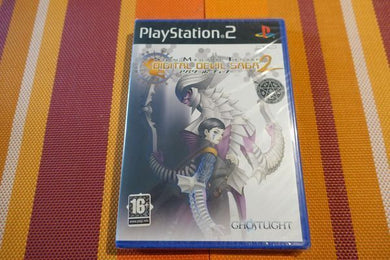 PlayStation 2
Shin Megami Tensei
DIGITAL DEVIL SAGA 2
16+
GHOSTLIGHT